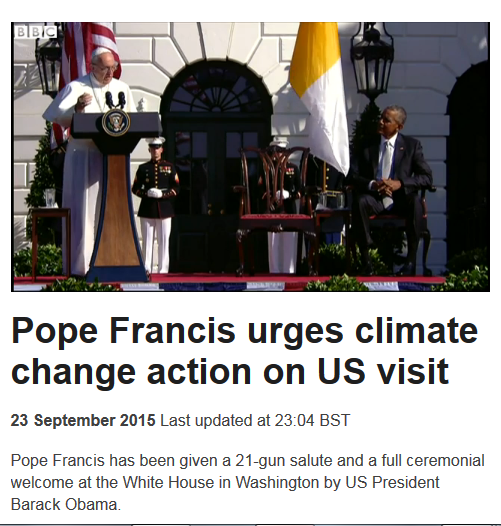 BBC
Pope Francis urges climate
change action on US visit
23 September 2015 Last updated at 23:04 BST
Pope Francis has been given a 21-gun salute and a full ceremonial
welcome at the White House in Washington by US President
Barack Obama.